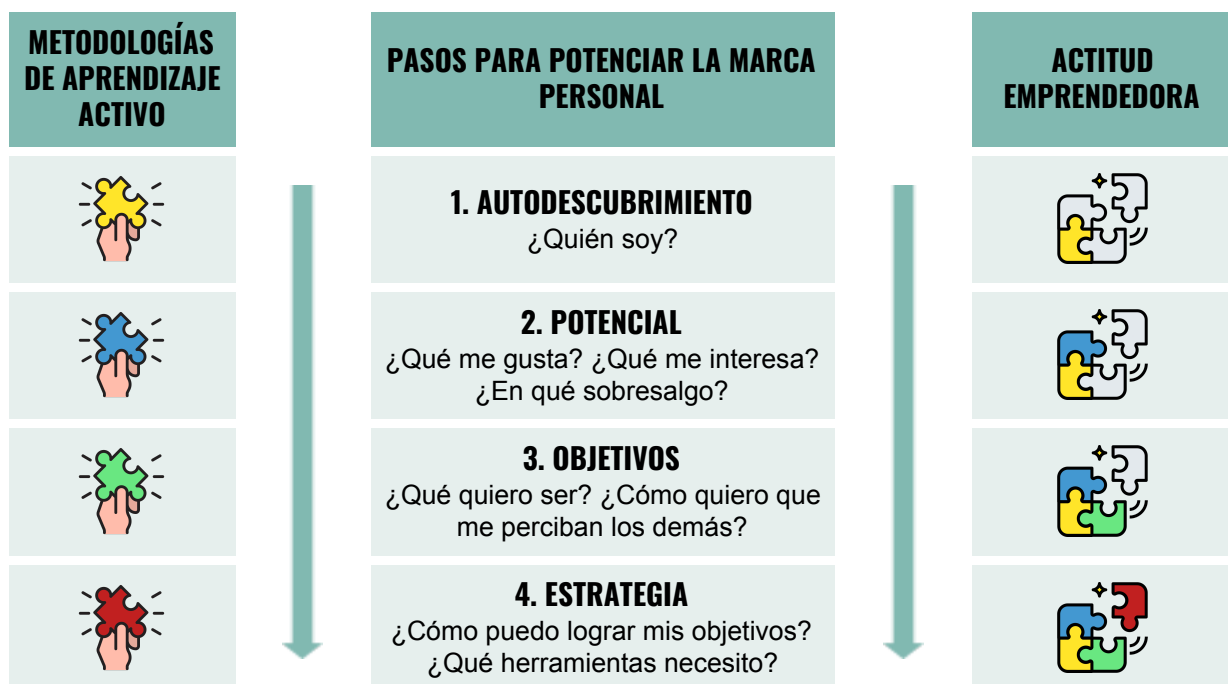 METODOLOGÍAS
DE APRENDIZAJE
ACTIVO
PASOS PARA POTENCIAR LA MARCA
PERSONAL
ACTITUD
EMPRENDEDORA
1. AUTODESCUBRIMIENTO
¿Quién soy?
2. POTENCIAL
¿Qué me gusta? ¿Qué me interesa?
¿En qué sobresalgo?
3. OBJETIVOS
¿Qué quiero ser? ¿Cómo quiero que
me perciban los demás?
4. ESTRATEGIA
¿Cómo puedo lograr mis objetivos?
¿Qué herramientas necesito?